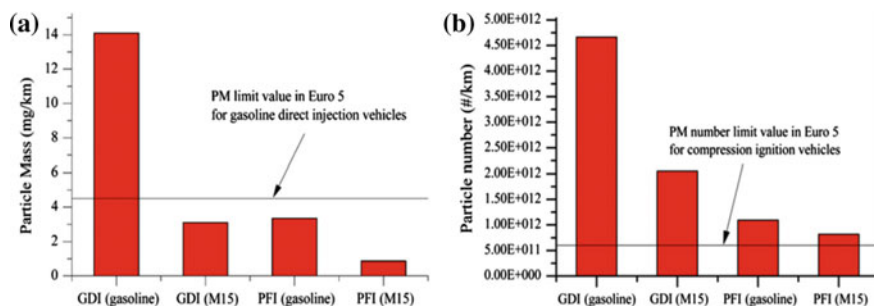 (a)
Particle Mass (mg/km)
14
12
10
8
6
4
2
0
PM limit value in Euro 5
for gasoline direct injection vehicles
GDI (gasoline) GDI (M15) PFI (gasoline) PFI (M15)
(b)
Particle number (#/km)
5.00E+012
4.50E+012
4.00E+012
3.50E+012
3.00E+012
2.50E+012
2.00E+012
1.50E+012
1.00E+012
5.00E+011
0.00E+000
PM number limit value in Euro 5
for compression ignition vehicles
GDI (gasoline) GDI (M15) PFI (gasoline) PFI (M15)